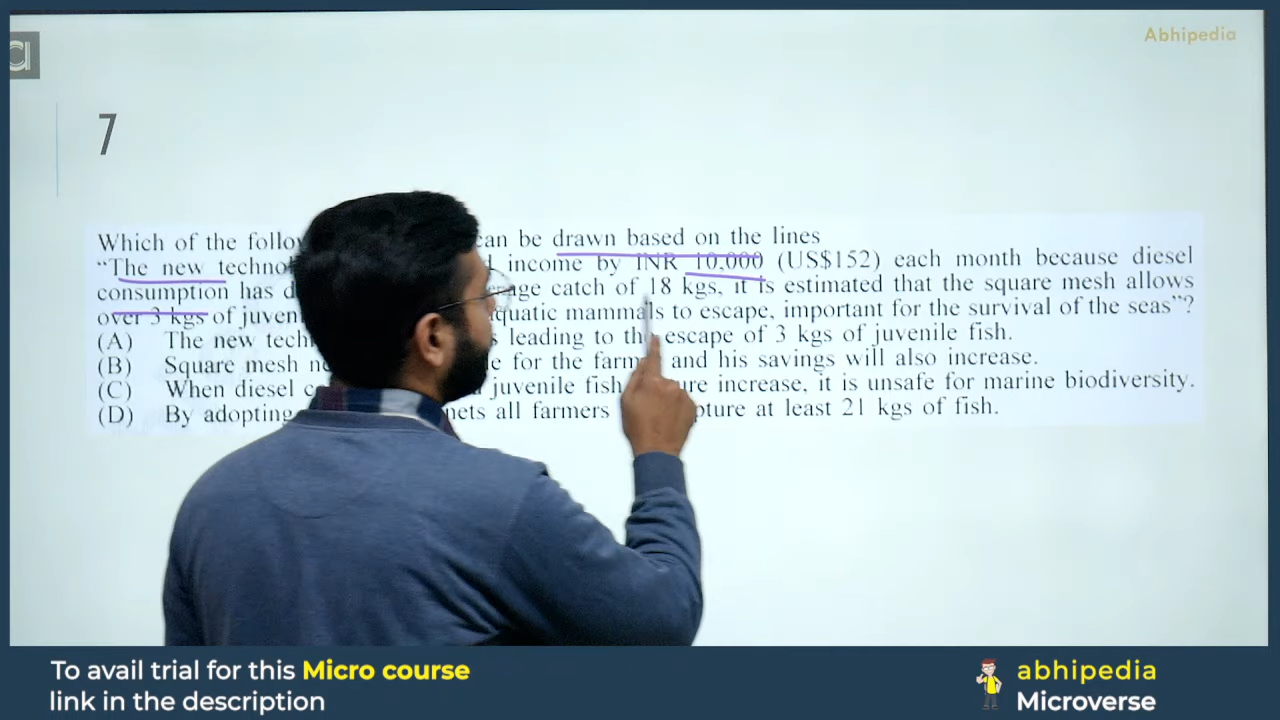 Abhipedia
a
7
Which of the follo can be drawn based on the lines
“The new techno income by INR 10,000 (US$152) each month because diesel
consumption has d age catch of 18 kgs, it is estimated that the square mesh allows
over 3 kgs of juven quatic mammals to escape, important for the survival of the seas”?
(A) The new tech s leading to the escape of 3 kgs of juvenile fish.
(B) Square mesh n e for the farm and his savings will also increase.
(C) When diesel c juvenile fish ure increase, it is unsafe for marine biodiversity.
(D) By adopting nets all farmers pture at least 21 kgs of fish.
To avail trial for this Micro course
link in the description
abhipedia
Microverse